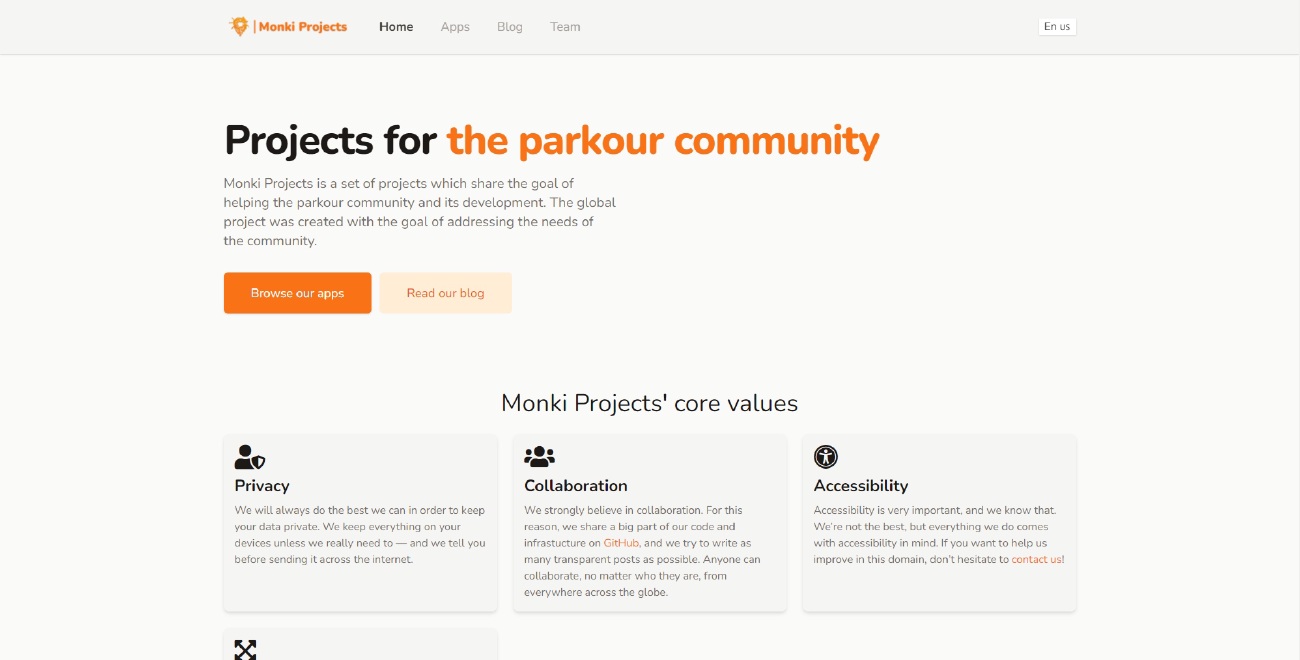 Monki Projects
Home
Apps
Blog
Team
En us
Projects for the parkour community
Monki Projects is a set of projects which share the goal of
helping the parkour community and its development. The global
project was created with the goal of addressing the needs of
the community.
Browse our apps
Read our blog
Monki Projects' core values
Privacy
We will always do the best we can in order to keep
your data private. We keep everything on your
devices unless we really need to — and we tell you
before sending it across the internet.
Collaboration
We strongly believe in collaboration. For this
reason, we share a big part of our code and
infrastucture on GitHub, and we try to write as
many transparent posts as possible. Anyone can
collaborate, no matter who they are, from
everywhere across the globe.
Accessibility
Accessibility is very important, and we know that.
We're not the best, but everything we do comes
with accessibility in mind. If you want to help us
improve in this domain, don't hesitate to contact us!